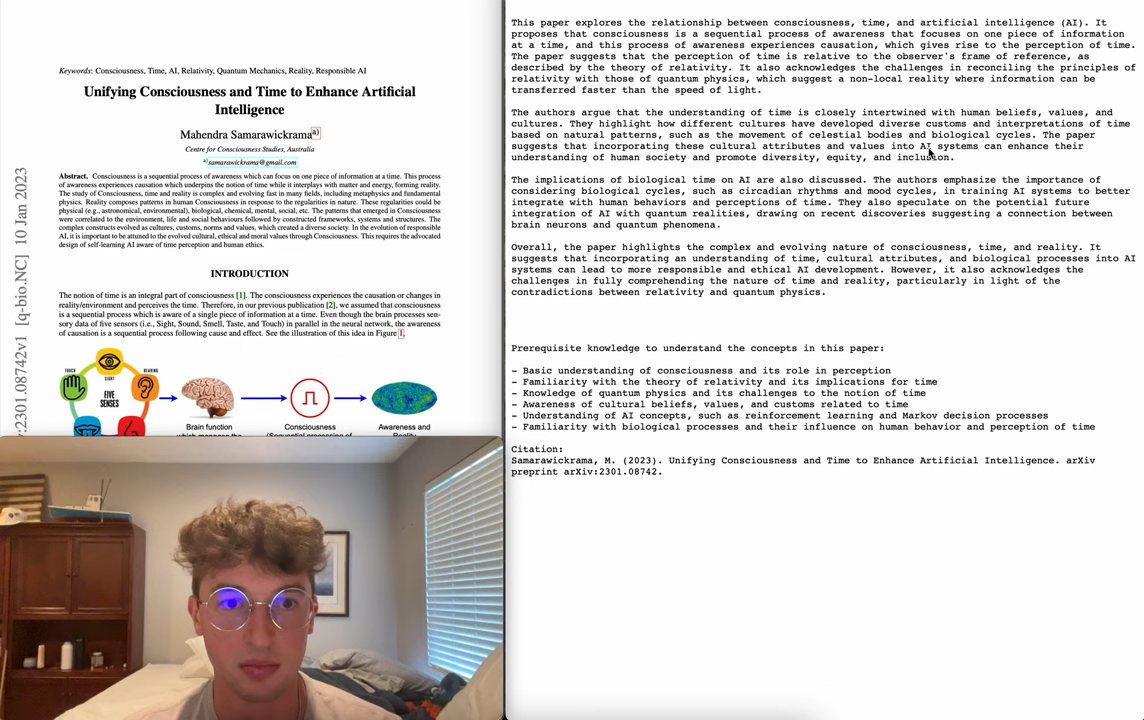 Keywords: Consciousness, Time, AI, Relativity, Quantum Mechanics, Reality, Responsible AI
Unifying Consciousness and Time to Enhance Artificial
Intelligence
Mahendra Samarawickrama a)
Centre for Consciousness Studies, Australia
a) samarawickrama@gmail.com
Abstract. Consciousness is a sequential process of awareness which can focus on one piece of information at a time. This process
of awareness experiences causation which underpins the notion of time while it interplays with matter and energy, forming reality.
The study of Consciousness, time and reality is complex and evolving fast in many fields, including metaphysics and fundamental
physics. Reality composes patterns in human Consciousness in response to the regularities in nature. These regularities could be
physical (e.g., astronomical, environmental), biological, chemical, mental, social, etc. The patterns that emerged in Consciousness
were correlated to the environment, life and social behaviours followed by constructed frameworks, systems and structures. The
complex constructs evolved as cultures, customs, norms and values, which created a diverse society. In the evolution of responsible
AI, it is important to be attuned to the evolved cultural, ethical and moral values through Consciousness. This requires the advocated
design of self-learning AI aware of time perception and human ethics.
INTRODUCTION
The notion of time is an integral part of consciousness [1]. The consciousness experiences the causation or changes in
reality/environment and perceives the time. Therefore, in our previous publication [2], we assumed that consciousness
is a sequential process which is aware of a single piece of information at a time. Even though the brain processes sen-
sory data of five sensors (i.e., Sight, Sound, Smell, Taste, and Touch) in parallel in the neural network, the awareness
of causation is a sequential process following cause and effect. See the illustration of this idea in Figure 1.
SIGHT
TOUCH
HEARING
FIVE
SENSES
Brain function
which manages the
Consciousness
(Sequential processing of
Awareness and
Reality
:2301.08742v1 [q-bio.NC] 10 Jan 2023
This paper explores the relationship between consciousness, time, and artificial intelligence (AI). It
proposes that consciousness is a sequential process of awareness that focuses on one piece of information
at a time, and this process of awareness experiences causation, which gives rise to the perception of time.
The paper suggests that the perception of time is relative to the observer's frame of reference, as
described by the theory of relativity. It also acknowledges the challenges in reconciling the principles of
relativity with those of quantum physics, which suggest a non-local reality where information can be
transferred faster than the speed of light.
The authors argue that the understanding of time is closely intertwined with human beliefs, values, and
cultures. They highlight how different cultures have developed diverse customs and interpretations of time
based on natural patterns, such as the movement of celestial bodies and biological cycles. The paper
suggests that incorporating these cultural attributes and values into AI systems can enhance their
understanding of human society and promote diversity, equity, and inclusion.
The implications of biological time on AI are also discussed. The authors emphasize the importance of
considering biological cycles, such as circadian rhythms and mood cycles, in training AI systems to better
integrate with human behaviors and perceptions of time. They also speculate on the potential future
integration of AI with quantum realities, drawing on recent discoveries suggesting a connection between
brain neurons and quantum phenomena.
Overall, the paper highlights the complex and evolving nature of consciousness, time, and reality. It
suggests that incorporating an understanding of time, cultural attributes, and biological processes into AI
systems can lead to more responsible and ethical AI development. However, it also acknowledges the
challenges in fully comprehending the nature of time and reality, particularly in light of the
contradictions between relativity and quantum physics.
Prerequisite knowledge to understand the concepts in this paper:
- Basic understanding of consciousness and its role in perception
- Familiarity with the theory of relativity and its implications for time
- Knowledge of quantum physics and its challenges to the notion of time
- Awareness of cultural beliefs, values, and customs related to time
- Understanding of AI concepts, such as reinforcement learning and Markov decision processes
- Familiarity with biological processes and their influence on human behavior and perception of time
Citation:
Samarawickrama, M. (2023). Unifying Consciousness and Time to Enhance Artificial Intelligence. arXiv
preprint arXiv:2301.08742.